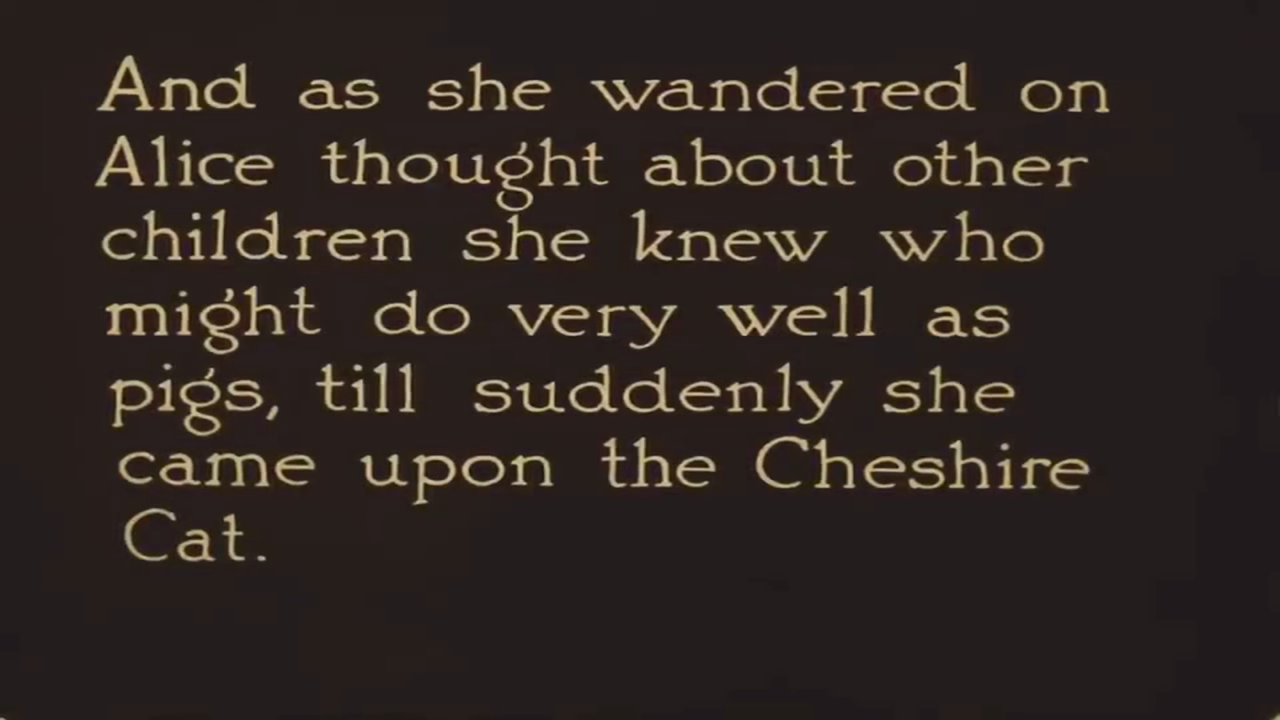 And as she wandered on
Alice thought about other
children she knew who
might do very well as
pigs, till suddenly she
came upon the Cheshire
Cat.